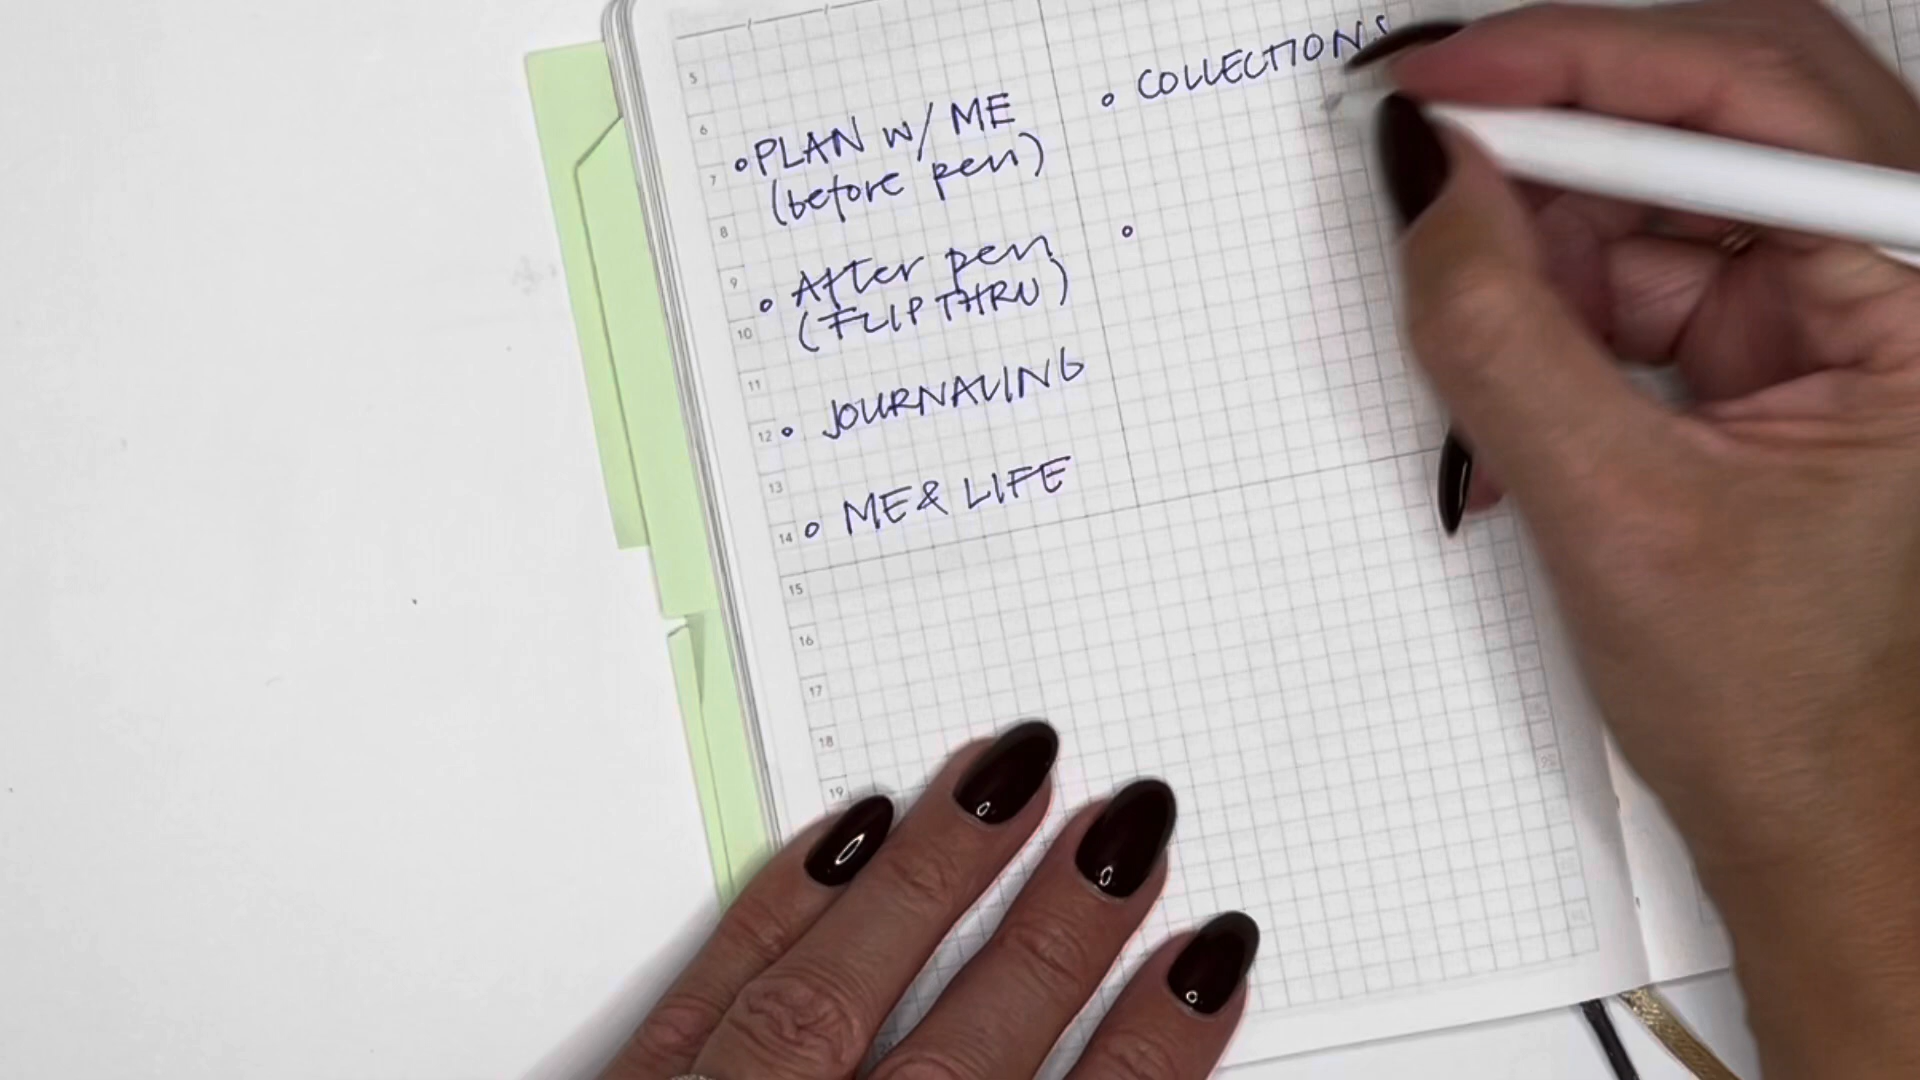 5
6
7
8
9
10
11
12
13
14
15
16
17
18
19
• PLAN W/ ME
(before pen)
• After pen
(FLIP THRU)
• JOURNALING
• ME & LIFE
• COLLECTIONS
•